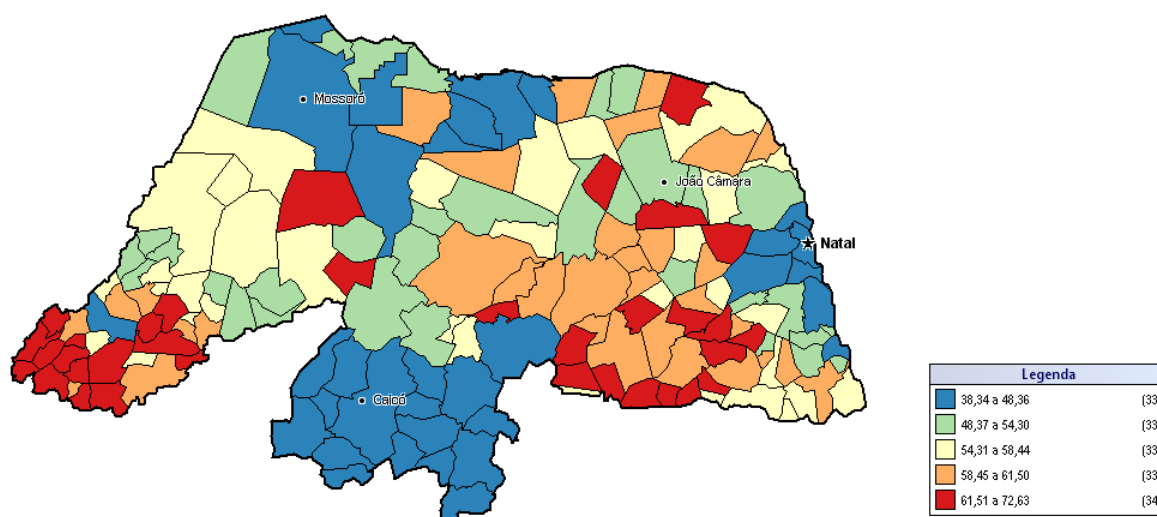 Mossoró
João Câmara
Natal
Caicó
Legenda
38,34 a 48,36 (33
48,37 a 54,30 (33
54,31 a 58,44 (33
58,45 a 61,50 (33
61,51 a 72,63 (34